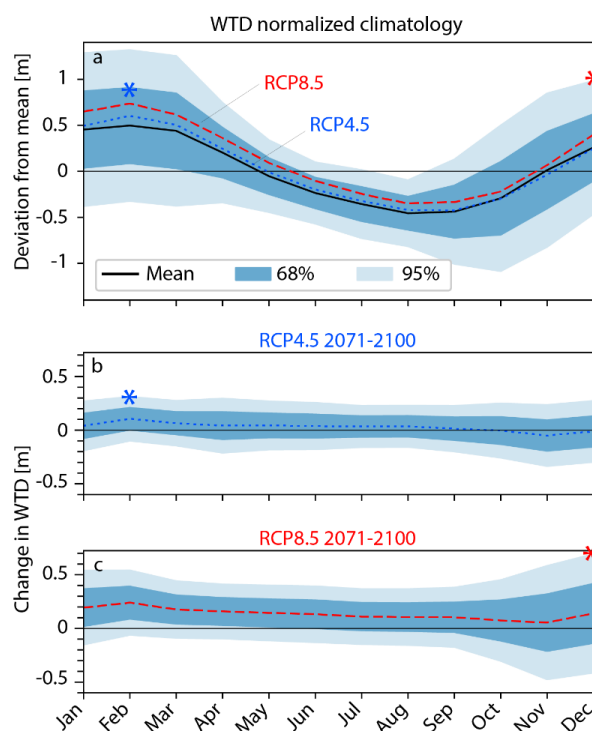 WTD normalized climatology
a
Deviation from mean [m]
1
0.5
0
-0.5
-1
RCP8.5
RCP4.5
Mean 68% 95%
RCP4.5 2071-2100
b
0.5
0
-0.5
Change in WTD [m]
RCP8.5 2071-2100
c
0.5
0
-0.5
Jan Feb Mar Apr May Jun Jul Aug Sep Oct Nov Dec